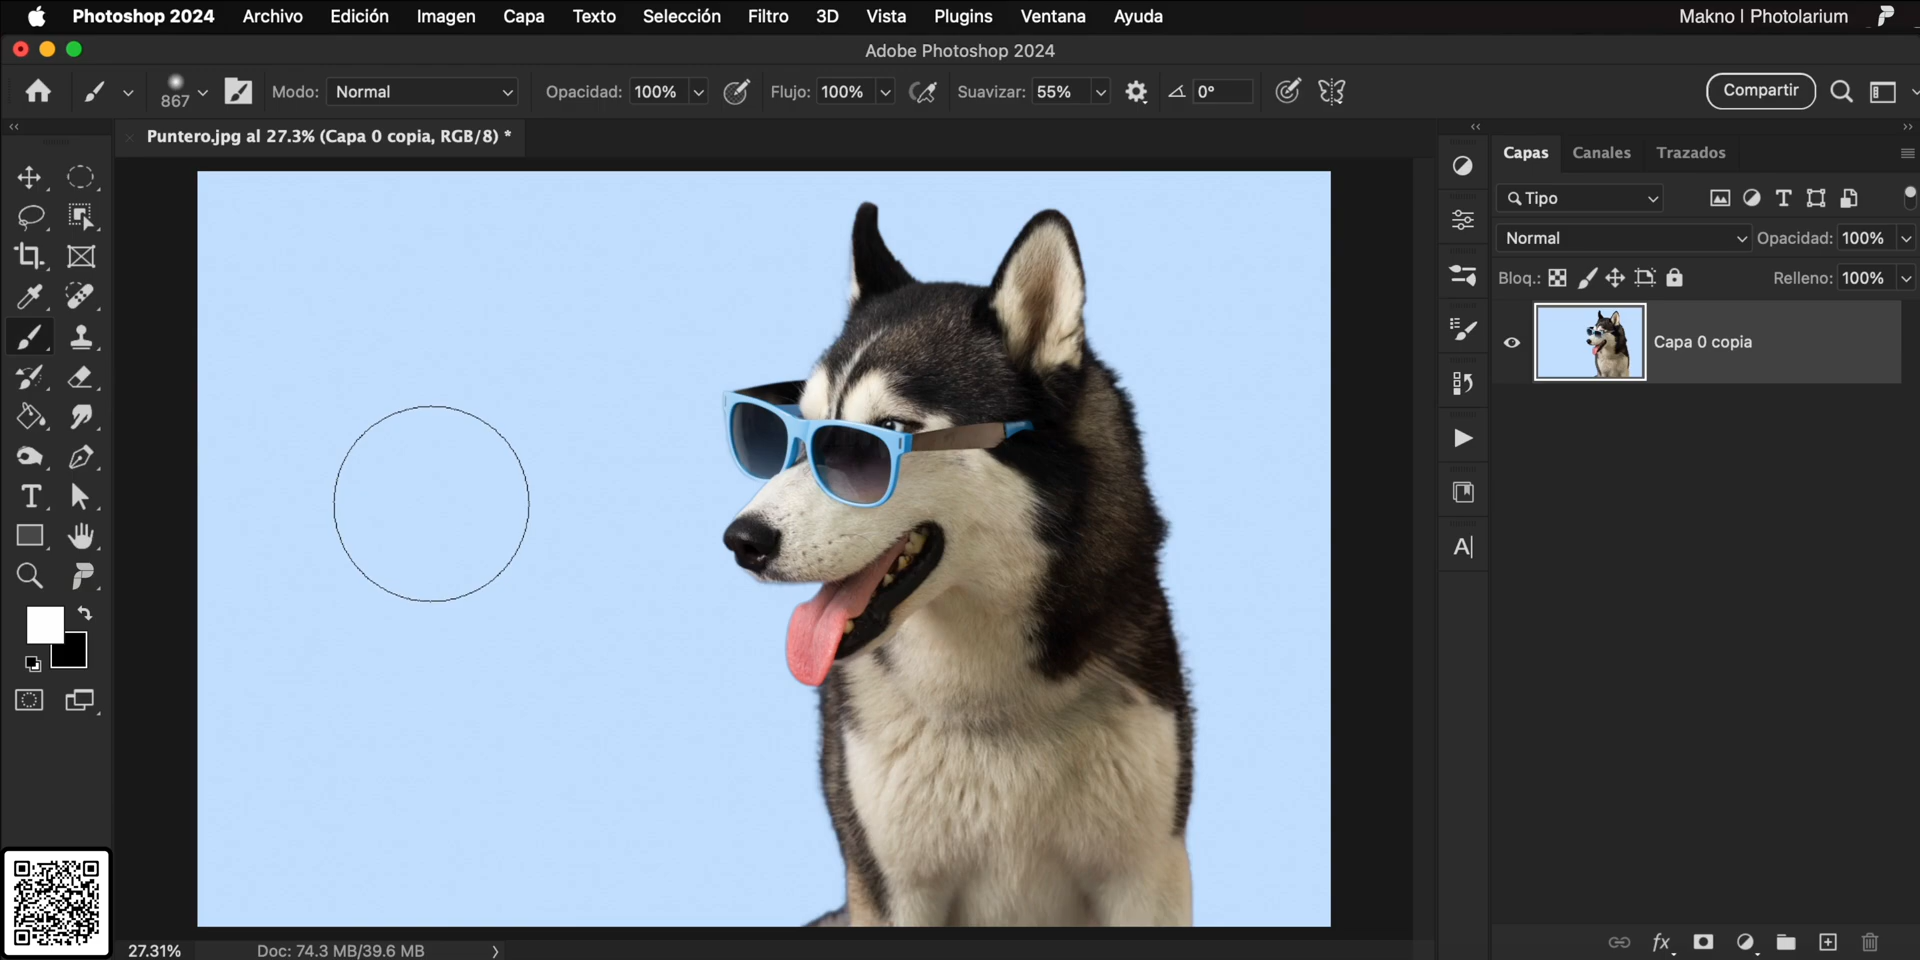 Photoshop 2024 Archivo Edición Imagen Capa Texto Selección Filtro 3D Vista Plugins Ventana Ayuda Makno | Photolarium
Adobe Photoshop 2024
867 Modo: Normal Opacidad: 100% Flujo: 100% Suavizar: 55% 0° Compartir
Puntero.jpg al 27.3% (Capa 0 copia, RGB/8) *
Capas Canales Trazados
Tipo
Normal Opacidad: 100%
Bloq.: Relleno: 100%
Capa 0 copia
27.31% Doc: 74.3 MB/39.6 MB